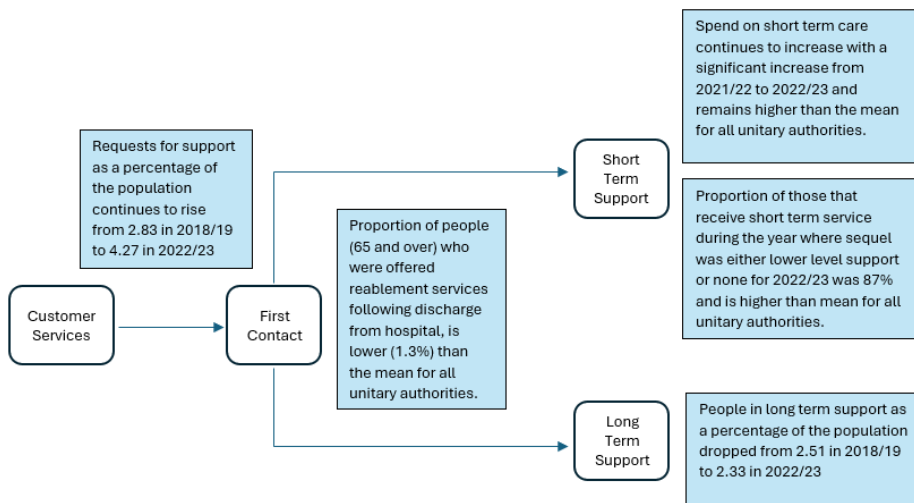 Spend on short term care
continues to increase with a
significant increase from
2021/22 to 2022/23 and
remains higher than the mean
for all unitary authorities.
Requests for support
as a percentage of
the population
continues to rise
from 2.83 in 2018/19
to 4.27 in 2022/23
Short
Term
Support
Proportion of those that
receive short term service
during the year where sequel
was either lower level support
or none for 2022/23 was 87%
and is higher than mean for all
unitary authorities.
Proportion of people
(65 and over) who
were offered
reablement services
following discharge
from hospital, is
lower (1.3%) than
the mean for all
unitary authorities.
Customer
Services
First
Contact
Long
Term
Support
People in long term support as
a percentage of the population
dropped from 2.51 in 2018/19
to 2.33 in 2022/23